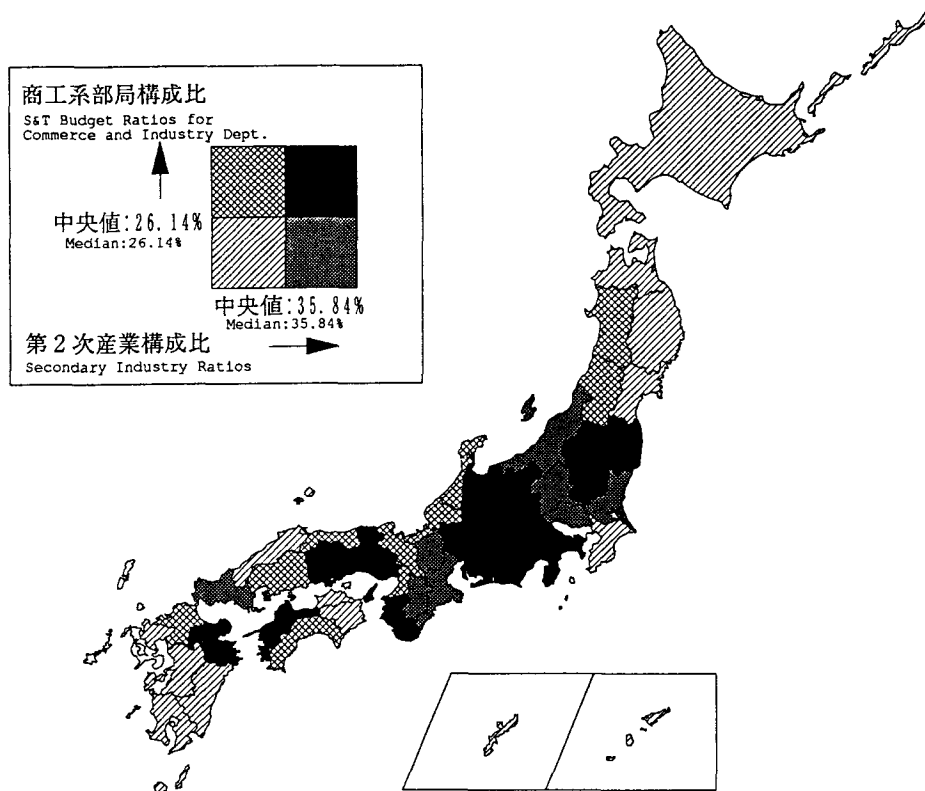 商工系部局構成比
S&T Budget Ratios for
Commerce and Industry Dept.
中央値:26.14%
Median:26.14%
中央値:35.84%
Median:35.84%
第2次産業構成比
Secondary Industry Ratios